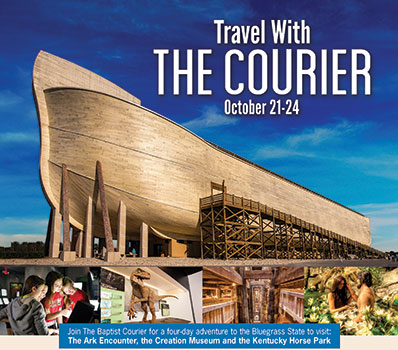 Travel With
THE COURIER
October 21-24
Join The Baptist Courier for a four-day adventure to the Bluegrass State to visit:
The Ark Encounter, the Creation Museum and the Kentucky Horse Park